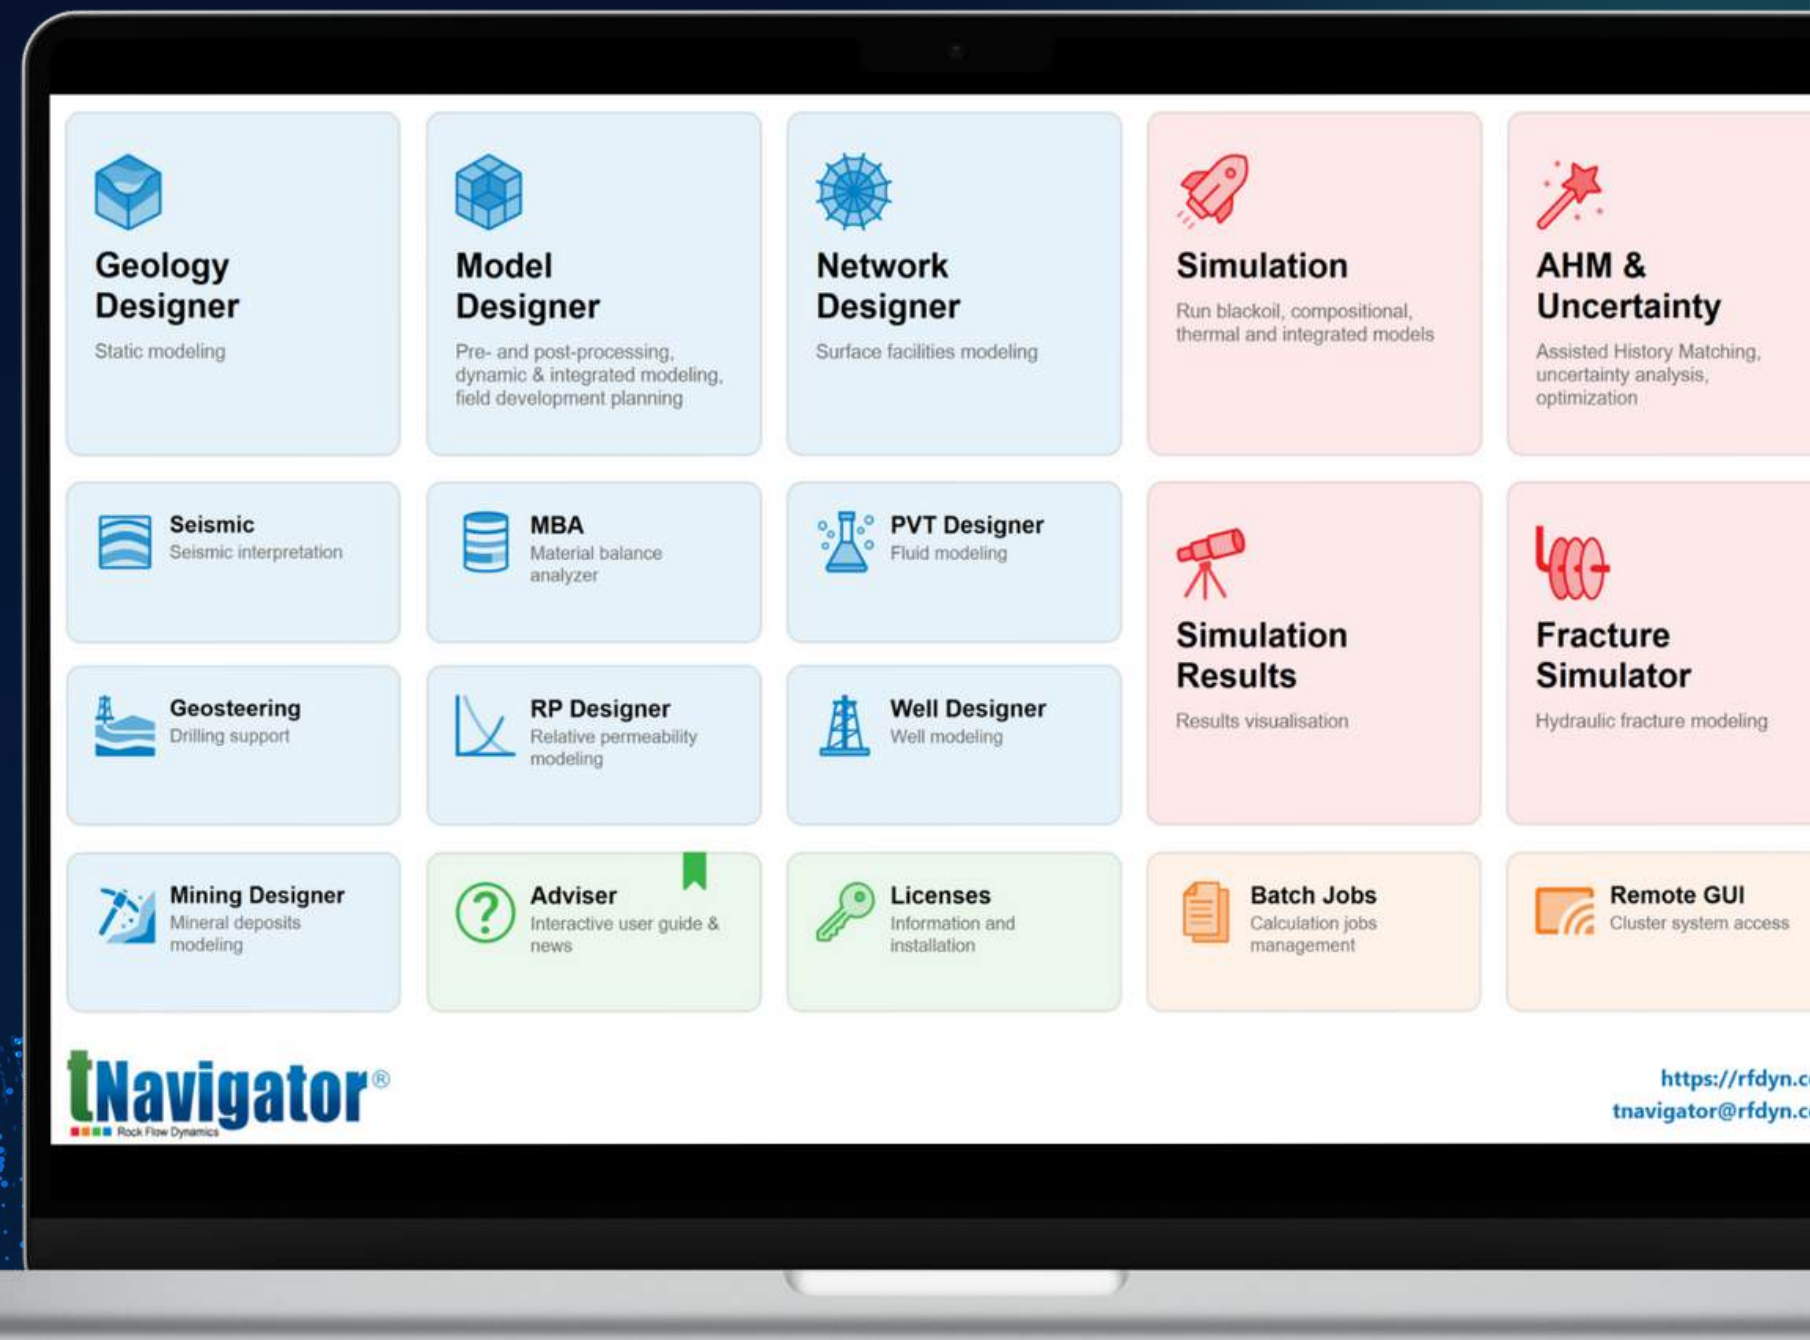 Geology
Designer
Static modeling
Model
Designer
Pre- and post-processing,
dynamic & integrated modeling,
field development planning
Network
Designer
Surface facilities modeling
Simulation
Run blackoil, compositional,
thermal and integrated models
AHM &
Uncertainty
Assisted History Matching,
uncertainty analysis,
optimization
Seismic
Seismic interpretation
MBA
Material balance
analyzer
PVT Designer
Fluid modeling
Simulation
Results
Results visualisation
Fracture
Simulator
Hydraulic fracture modeling
Geosteering
Drilling support
RP Designer
Relative permeability
modeling
Well Designer
Well modeling
Mining Designer
Mineral deposits
modeling
Adviser
Interactive user guide &
news
Licenses
Information and
installation
Batch Jobs
Calculation jobs
management
Remote GUI
Cluster system access
tNavigator®
Rock Flow Dynamics
https://rfdyn.c
tnavigator@rfdyn.c